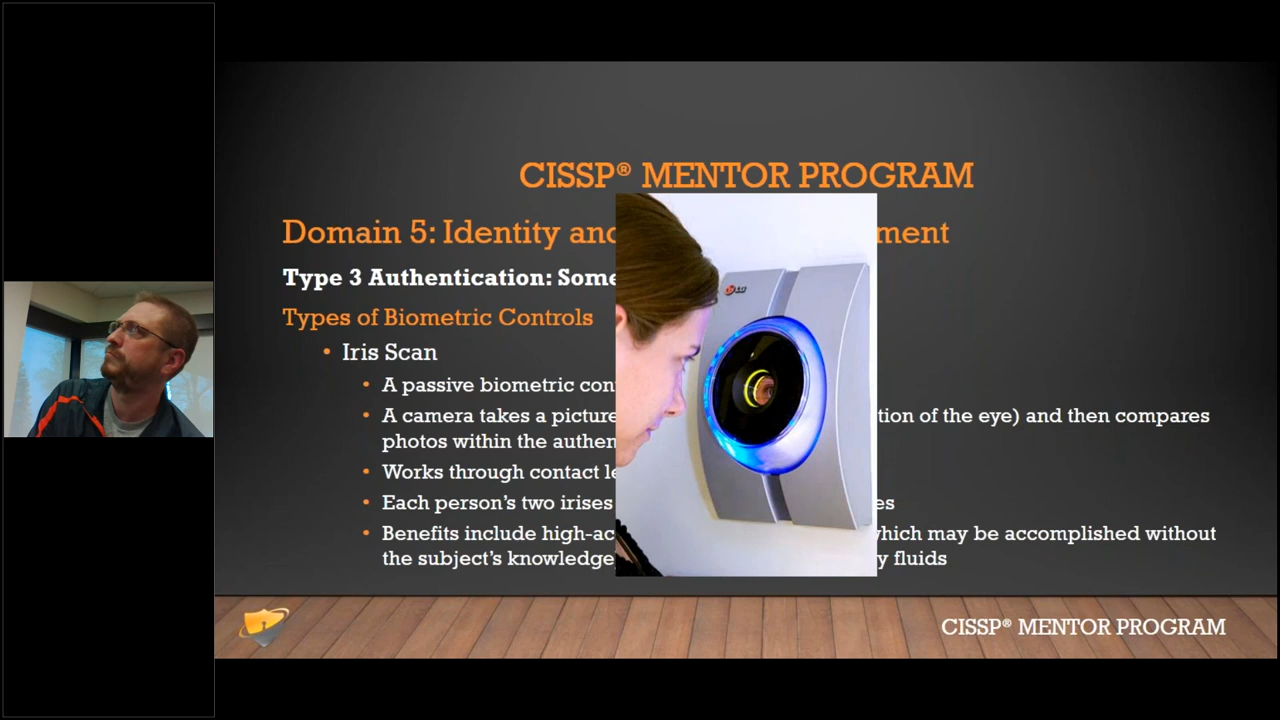 CISSP® MENTOR PROGRAM
Domain 5: Identity and ment
Type 3 Authentication: Some
Types of Biometric Controls
• Iris Scan
• A passive biometric con
• A camera takes a picture tion of the eye) and then compares
photos within the authen
• Works through contact le
• Each person's two irises es
• Benefits include high-ac which may be accomplished without
the subject's knowledge y fluids
LG
CISSP® MENTOR PROGRAM